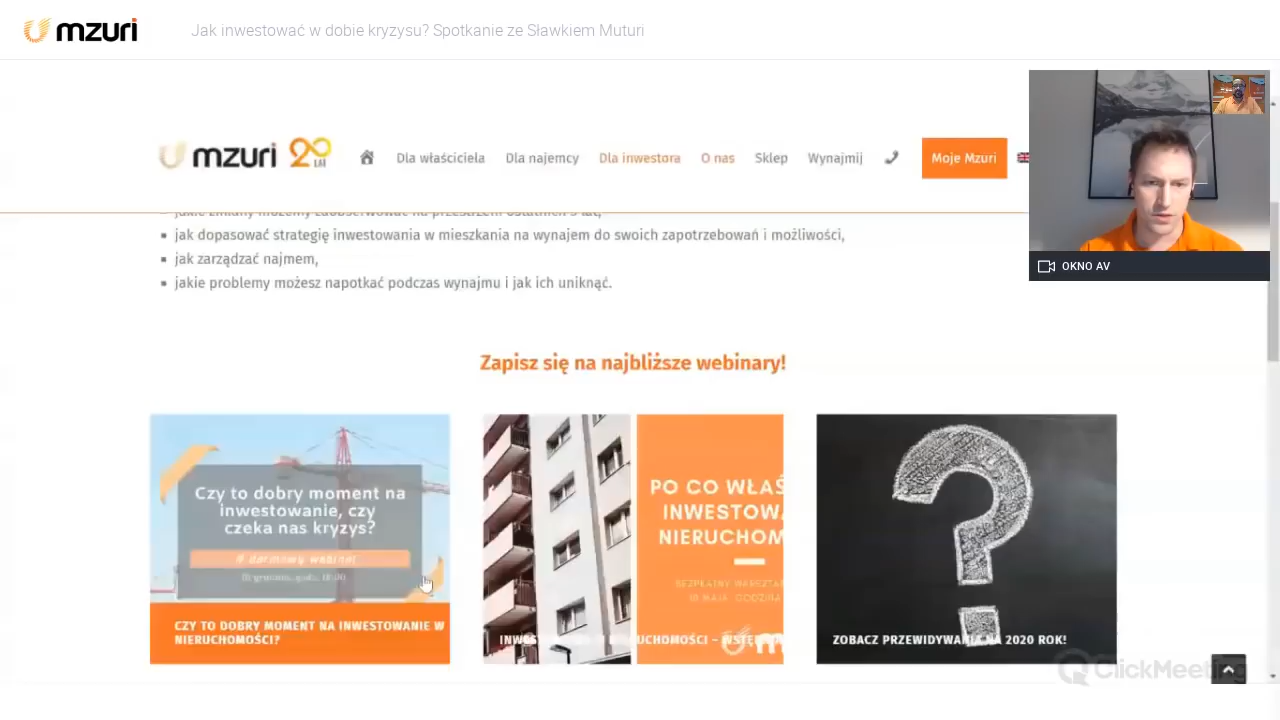 mzuri
Jak inwestować w dobie kryzysu? Spotkanie ze Sławkiem Muturi
mzuri 20 LAT
Dla właściciela
Dla najemcy
Dla inwestora
O nas
Sklep
Wynajmij
Moje Mzuri
OKNO AV
jak dopasować strategię inwestowania w mieszkania na wynajem do swoich zapotrzebowań i możliwości,
jak zarządzać najmem,
jakie problemy możesz napotkać podczas wynajmu i jak ich uniknąć.
Zapisz się na najbliższe webinary!
Czy to dobry moment na
inwestowanie, czy
czeka nas kryzys?
CZY TO DOBRY MOMENT NA INWESTOWANIE W
NIERUCHOMOŚCI?
PO CO WŁAŚ
INWESTOWA
NIERUCHOM
ZOBACZ PRZEWIDYWANIA NA 2020 ROK!
ClickMeeting